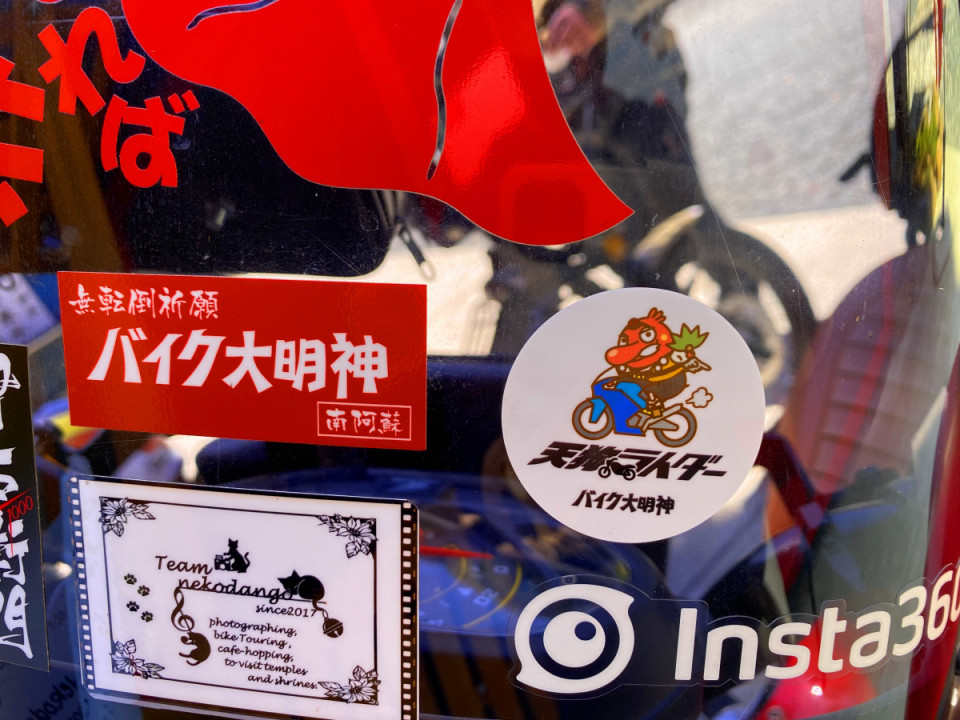 れば
無転倒祈願
バイク大明神
南阿蘇
天狗ライダー
バイク大明神
1000
Team
nekodango
since2017
photographing,
bike Touring,
cafe-hopping,
to visit temples
and shrines.
Insta360